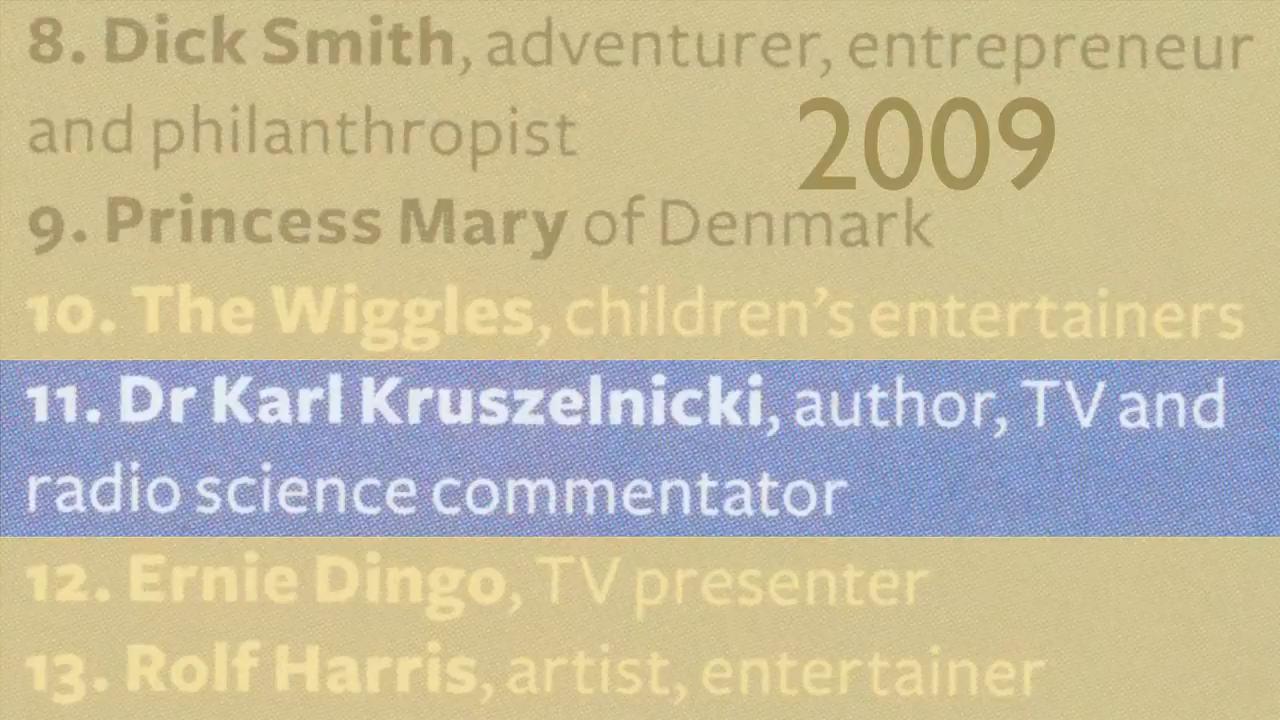 8. Dick Smith, adventurer, entrepreneur
and philanthropist
2009
9. Princess Mary of Denmark
10. The Wiggles, children's entertainers
11. Dr Karl Kruszelnicki, author, TV and
radio science commentator
12. Ernie Dingo, TV presenter
13. Rolf Harris, artist, entertainer